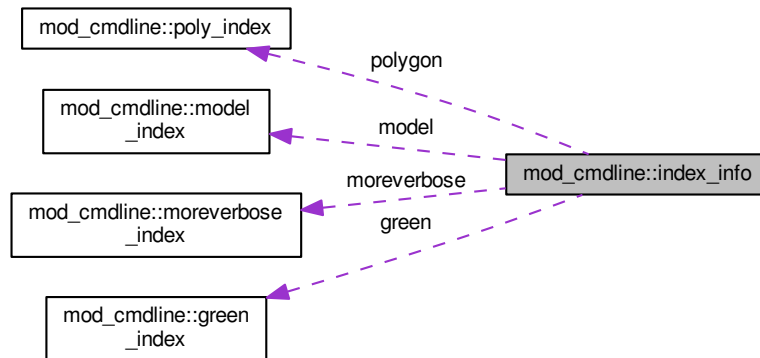 mod_cmdline::poly_index
polygon
mod_cmdline::model
_index
model
mod_cmdline::index_info
moreverbose
mod_cmdline::moreverbose
_index
green
mod_cmdline::green
_index